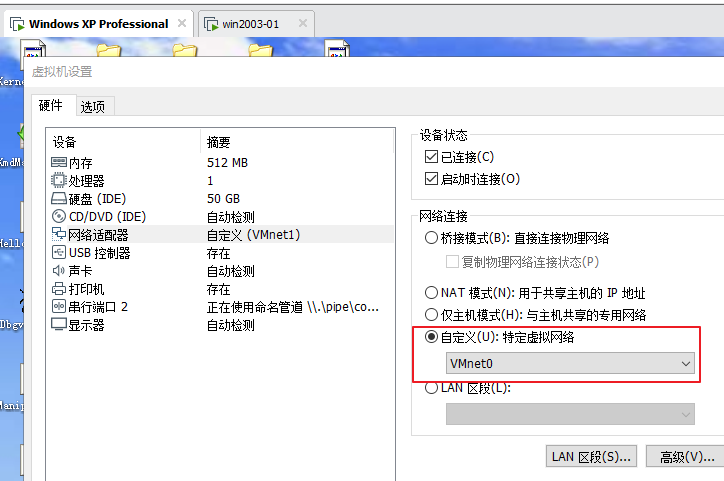 Windows XP Professional
win2003-01
虚拟机设置
硬件
选项
设备
摘要
内存
512 MB
处理器
1
硬盘 (IDE)
50 GB
CD/DVD (IDE)
自动检测
网络适配器
自定义 (VMnet1)
USB 控制器
存在
声卡
自动检测
打印机
存在
串行端口 2
正在使用命名管道 \\.\pipe\co...
显示器
自动检测
设备状态
已连接(C)
启动时连接(O)
网络连接
桥接模式(B): 直接连接物理网络
复制物理网络连接状态(P)
NAT 模式(N): 用于共享主机的 IP 地址
仅主机模式(H): 与主机共享的专用网络
自定义(U): 特定虚拟网络
VMnet0
LAN 区段(L):
LAN 区段(S)...
高级(V)...
Kerne
KmdMa
Hello
Dbgv
Manip